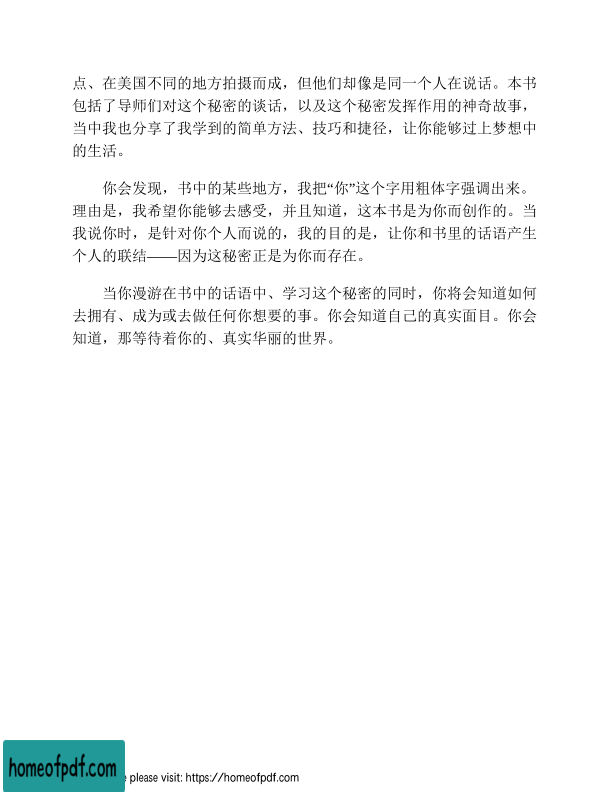 点、在美国不同的地方拍摄而成，但他们却像是同一个人在说话。本书
包括了导师们对这个秘密的谈话，以及这个秘密发挥作用的神奇故事，
当中我也分享了我学到的简单方法、技巧和捷径，让你能够过上梦想中
的生活。
你会发现，书中的某些地方，我把“你”这个字用粗体字强调出来。
理由是，我希望你能够去感受，并且知道，这本书是为你而创作的。当
我说你时，是针对你个人而说的，我的目的是，让你和书里的话语产生
个人的联结——因为这秘密正是为你而存在。
当你漫游在书中的话语中、学习这个秘密的同时，你将会知道如何
去拥有、成为或去做任何你想要的事。你会知道自己的真实面目。你会
知道，那等待着你的、真实华丽的世界。
homeofpdf.com
please visit: https://homeofpdf.com